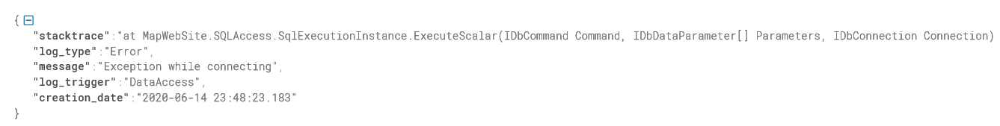 {
"stacktrace":"at MapWebSite.SQLAccess.SqlExecutionInstance.ExecuteScalar(IDbCommand Command, IDbDataParameter[] Parameters, IDbConnection Connection)
"log_type":"Error",
"message":"Exception while connecting",
"log_trigger":"DataAccess",
"creation_date":"2020-06-14 23:48:23.183"
}